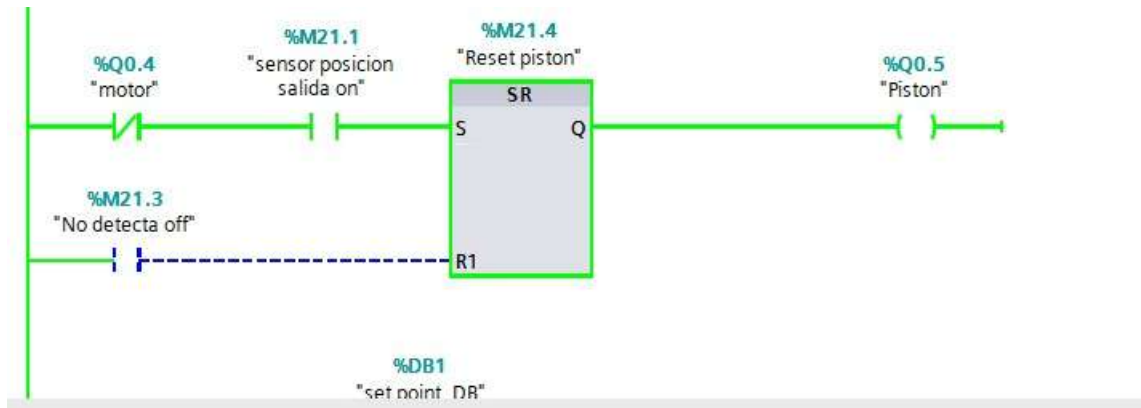 %Q0.4
"motor"
%M21.1
"sensor posicion
salida on"
%M21.4
"Reset piston"
SR
S
Q
R1
%Q0.5
"Piston"
%M21.3
"No detecta off"
%DB1
"set point_DB"